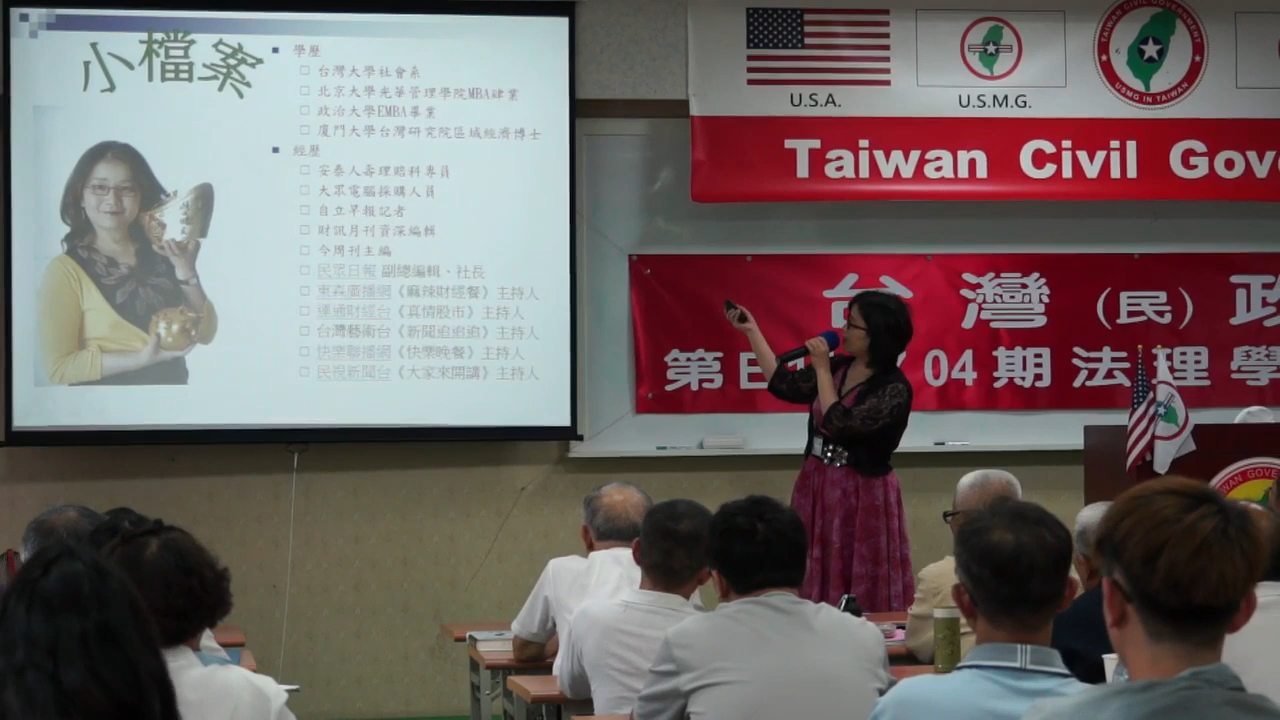 小檔案
學歷
台灣大學社會系
北京大學光華管理學院MBA肄業
政治大學EMBA畢業
廈門大學台灣研究院區域經濟博士
經歷
安泰人壽理賠科專員
大眾電腦採購人員
自立早報記者
財訊月刊資深編輯
今周刊主編
民眾日報 副總編輯、社長
東森廣播網《麻辣財經餐》主持人
運通財經台《真情股市》主持人
台灣藝術台《新聞追追追》主持人
快樂聯播網《快樂晚餐》主持人
民視新聞台《大家來開講》主持人
U.S.A.
U.S.M.G.
TAIWAN CIVIL GOVERNMENT
USMG IN TAIWAN
Taiwan Civil Gov
台灣（民）政
第 04期法理學
WAN GOVE